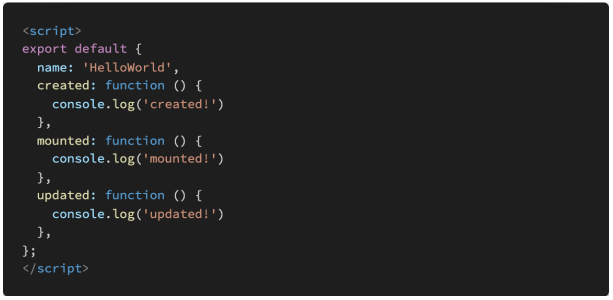 <script>
export default {
  name: 'HelloWorld',
  created: function () {
    console.log('created!')
  },
  mounted: function () {
    console.log('mounted!')
  },
  updated: function () {
    console.log('updated!')
  },
};
</script>